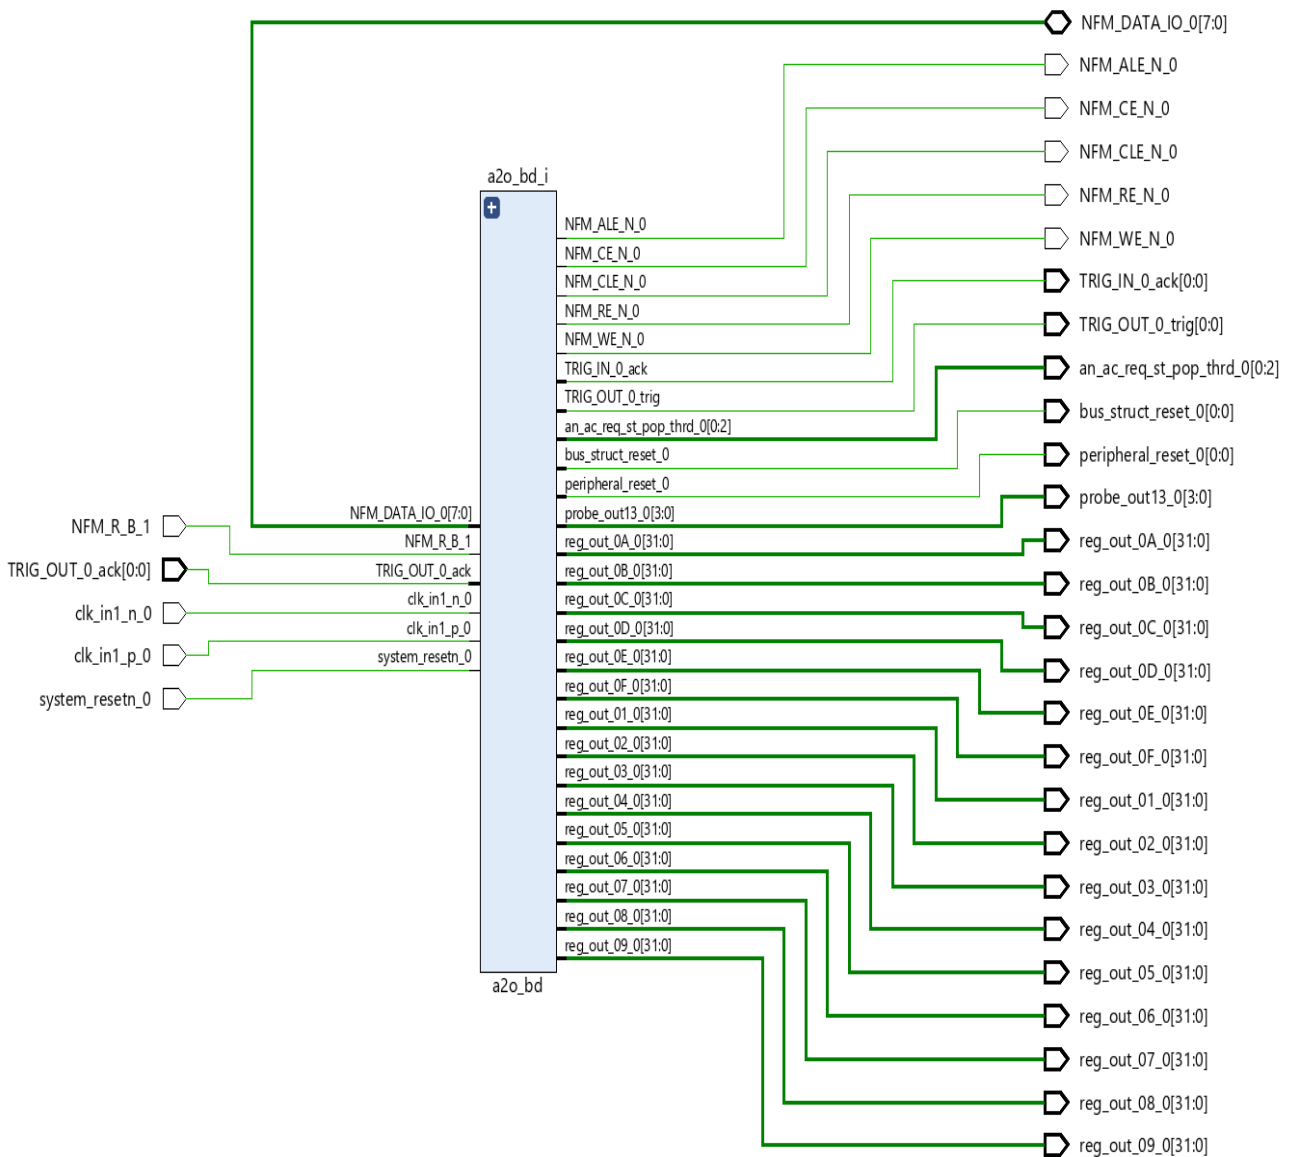 NFM_DATA_IO_0[7:0]
NFM_ALE_N_0
NFM_CE_N_0
NFM_CLE_N_0
NFM_RE_N_0
NFM_WE_N_0
TRIG_IN_0_ack[0:0]
TRIG_OUT_0_trig[0:0]
an_ac_req_st_pop_thrd_0[0:2]
bus_struct_reset_0[0:0]
peripheral_reset_0[0:0]
probe_out13_0[3:0]
reg_out_0A_0[31:0]
reg_out_0B_0[31:0]
reg_out_0C_0[31:0]
reg_out_0D_0[31:0]
reg_out_0E_0[31:0]
reg_out_0F_0[31:0]
reg_out_01_0[31:0]
reg_out_02_0[31:0]
reg_out_03_0[31:0]
reg_out_04_0[31:0]
reg_out_05_0[31:0]
reg_out_06_0[31:0]
reg_out_07_0[31:0]
reg_out_08_0[31:0]
reg_out_09_0[31:0]
a2o_bd_i
NFM_ALE_N_0
NFM_CE_N_0
NFM_CLE_N_0
NFM_RE_N_0
NFM_WE_N_0
TRIG_IN_0_ack
TRIG_OUT_0_trig
an_ac_req_st_pop_thrd_0[0:2]
bus_struct_reset_0
peripheral_reset_0
probe_out13_0[3:0]
reg_out_0A_0[31:0]
reg_out_0B_0[31:0]
reg_out_0C_0[31:0]
reg_out_0D_0[31:0]
reg_out_0E_0[31:0]
reg_out_0F_0[31:0]
reg_out_01_0[31:0]
reg_out_02_0[31:0]
reg_out_03_0[31:0]
reg_out_04_0[31:0]
reg_out_05_0[31:0]
reg_out_06_0[31:0]
reg_out_07_0[31:0]
reg_out_08_0[31:0]
reg_out_09_0[31:0]
NFM_DATA_IO_0[7:0]
NFM_R_B_1
TRIG_OUT_0_ack
clk_in1_n_0
clk_in1_p_0
system_resetn_0
NFM_R_B_1
TRIG_OUT_0_ack[0:0]
clk_in1_n_0
clk_in1_p_0
system_resetn_0
a2o_bd